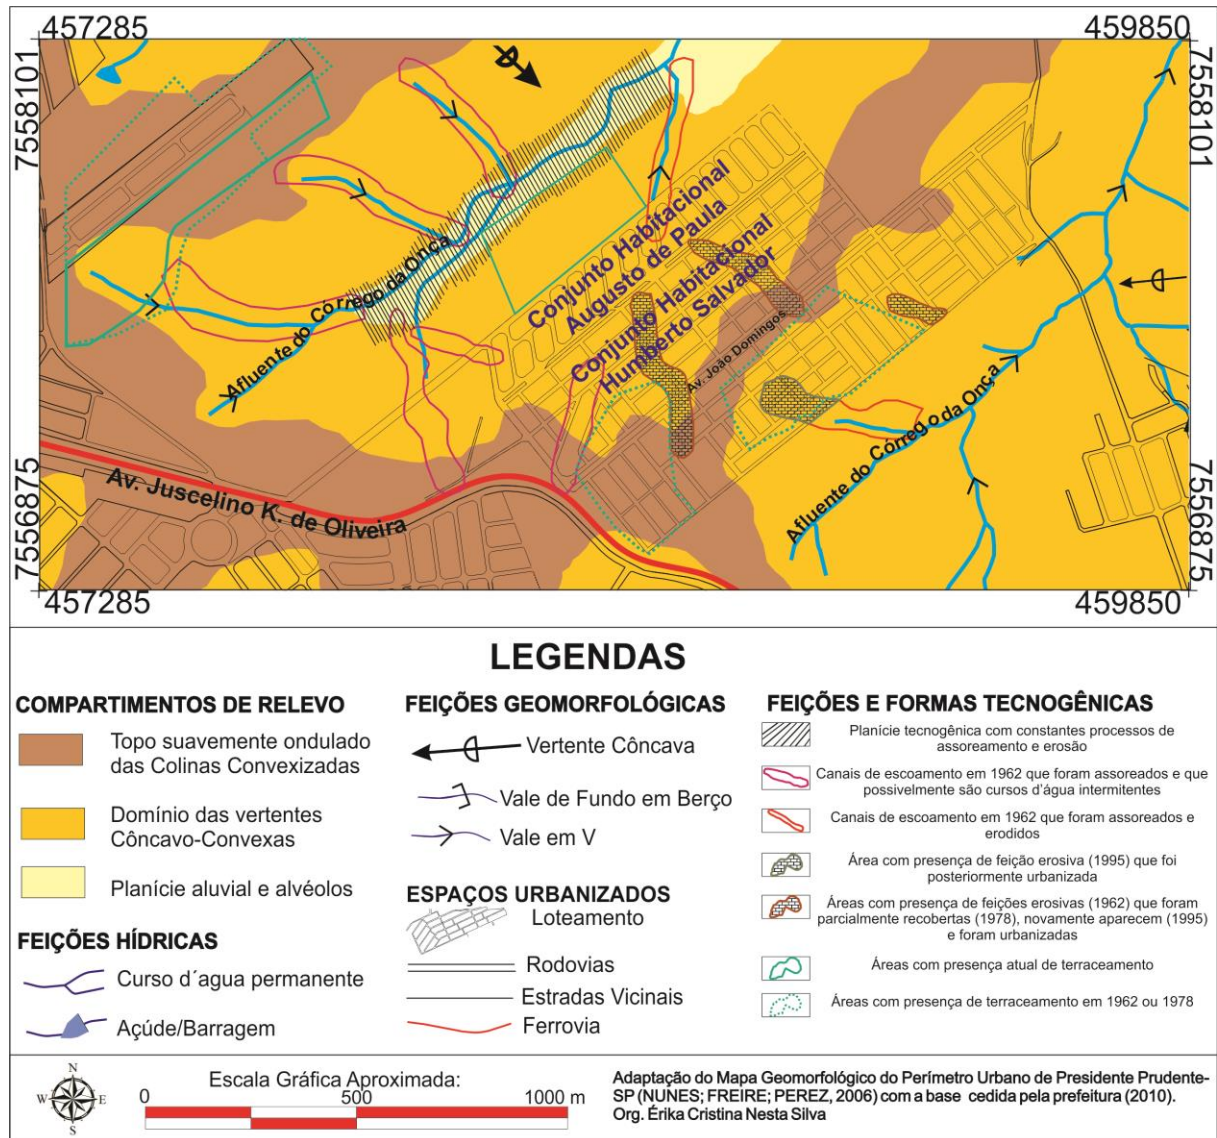 457285
459850
7558101
7558101
Conjunto Habitacional
Augusto de Paula
Conjunto Habitacional
Humberto Salvador
Afluente do Córrego da Onça
Av. João Domingos
Afluente do Córrego da Onça
Av. Juscelino K. de Oliveira
7556875
7556875
457285
459850
LEGENDAS
COMPARTIMENTOS DE RELEVO
Topo suavemente ondulado
das Colinas Convexizadas
Domínio das vertentes
Côncavo-Convexas
Planície aluvial e alvéolos
FEIÇÕES HÍDRICAS
Curso d´agua permanente
Açúde/Barragem
FEIÇÕES GEOMORFOLÓGICAS
Vertente Côncava
Vale de Fundo em Berço
Vale em V
ESPAÇOS URBANIZADOS
Loteamento
Rodovias
Estradas Vicinais
Ferrovia
FEIÇÕES E FORMAS TECNOGÊNICAS
Planície tecnogênica com constantes processos de
assoreamento e erosão
Canais de escoamento em 1962 que foram assoreados e que
possivelmente são cursos d'água intermitentes
Canais de escoamento em 1962 que foram assoreados e
erodidos
Área com presença de feição erosiva (1995) que foi
posteriormente urbanizada
Áreas com presença de feições erosivas (1962) que foram
parcialmente recobertas (1978), novamente aparecem (1995)
e foram urbanizadas
Áreas com presença atual de terraceamento
Áreas com presença de terraceamento em 1962 ou 1978
N
W
E
S
Escala Gráfica Aproximada:
0
500
1000 m
Adaptação do Mapa Geomorfológico do Perímetro Urbano de Presidente Prudente-
SP (NUNES; FREIRE; PEREZ, 2006) com a base cedida pela prefeitura (2010).
Org. Érika Cristina Nesta Silva